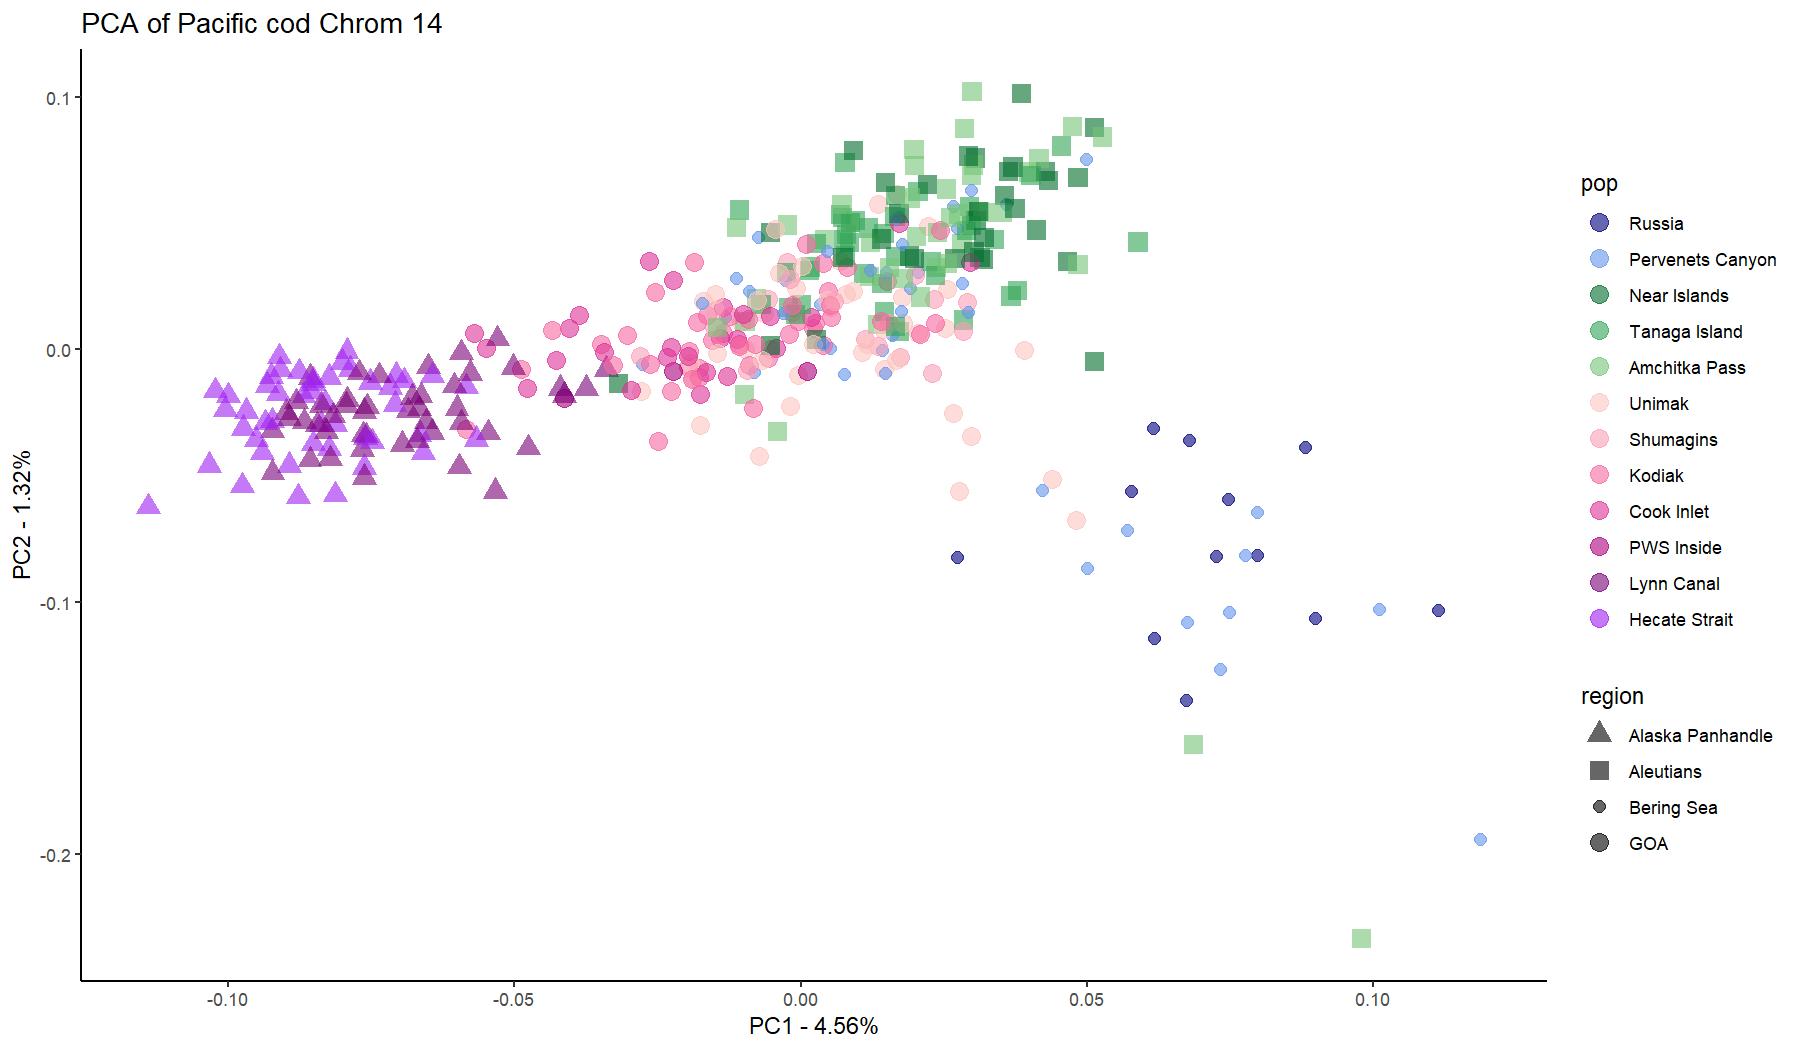 PCA of Pacific cod Chrom 14
0.1
0.0
-0.1
-0.2
PC2 - 1.32%
-0.10
-0.05
0.00
0.05
0.10
PC1 - 4.56%
pop
Russia
Pervenets Canyon
Near Islands
Tanaga Island
Amchitka Pass
Unimak
Shumagins
Kodiak
Cook Inlet
PWS Inside
Lynn Canal
Hecate Strait
region
Alaska Panhandle
Aleutians
Bering Sea
GOA